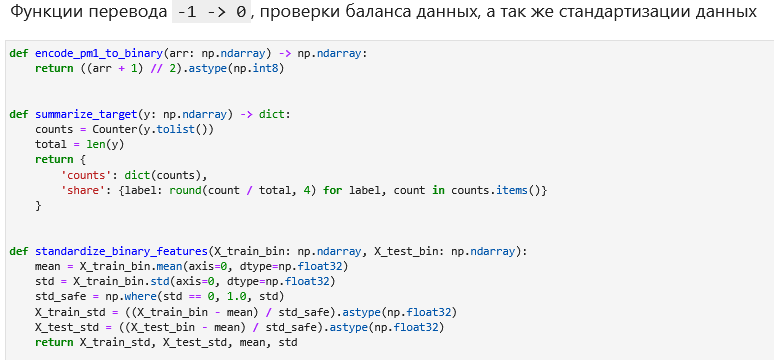 Функции перевода -1 -> 0, проверки баланса данных, а так же стандартизации данных
def encode_pm1_to_binary(arr: np.ndarray) -> np.ndarray:
    return ((arr + 1) // 2).astype(np.int8)
def summarize_target(y: np.ndarray) -> dict:
    counts = Counter(y.tolist())
    total = len(y)
    return {
        'counts': dict(counts),
        'share': {label: round(count / total, 4) for label, count in counts.items()}
    }
def standardize_binary_features(X_train_bin: np.ndarray, X_test_bin: np.ndarray):
    mean = X_train_bin.mean(axis=0, dtype=np.float32)
    std = X_train_bin.std(axis=0, dtype=np.float32)
    std_safe = np.where(std == 0, 1.0, std)
    X_train_std = ((X_train_bin - mean) / std_safe).astype(np.float32)
    X_test_std = ((X_test_bin - mean) / std_safe).astype(np.float32)
    return X_train_std, X_test_std, mean, std